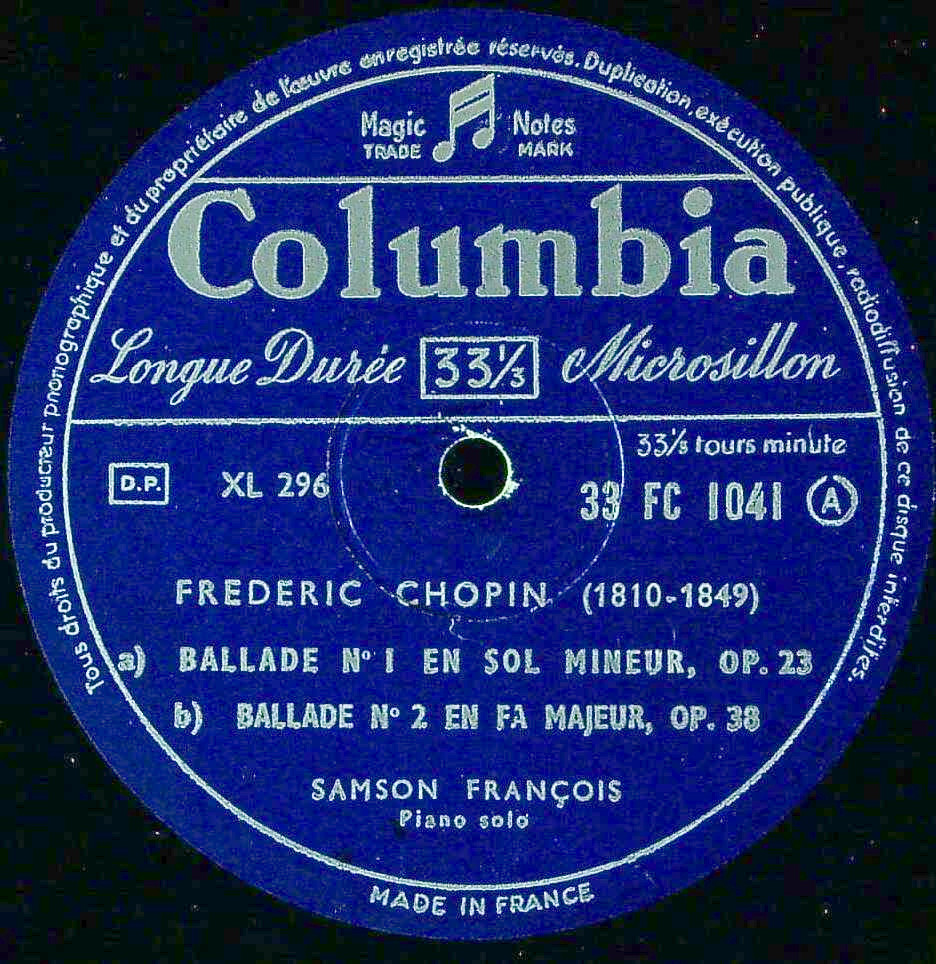 Tous droits du producteur phonographique et du propriétaire de l'œuvre enregistrée réservés. Duplication, exécution publique, radiodiffusion de ce disque interdites.
Magic Notes
TRADE MARK
Columbia
Longue Durée 33⅓ Microsillon
33⅓ tours minute
D.P. XL 296 33 FC 1041 A
FREDERIC CHOPIN (1810-1849)
a) BALLADE Nº 1 EN SOL MINEUR, OP. 23
b) BALLADE Nº 2 EN FA MAJEUR, OP. 38
SAMSON FRANÇOIS
Piano solo
MADE IN FRANCE